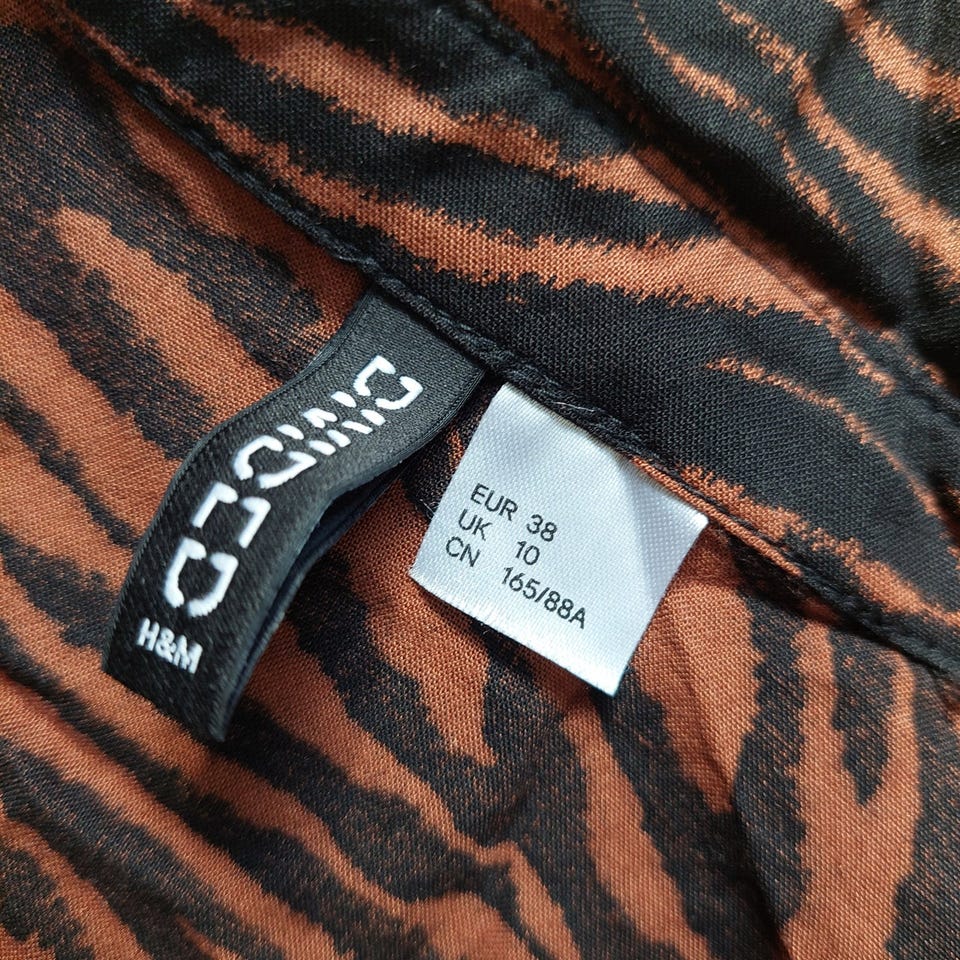 DIVIDED
H&M
EUR 38
UK 10
CN 165/88A